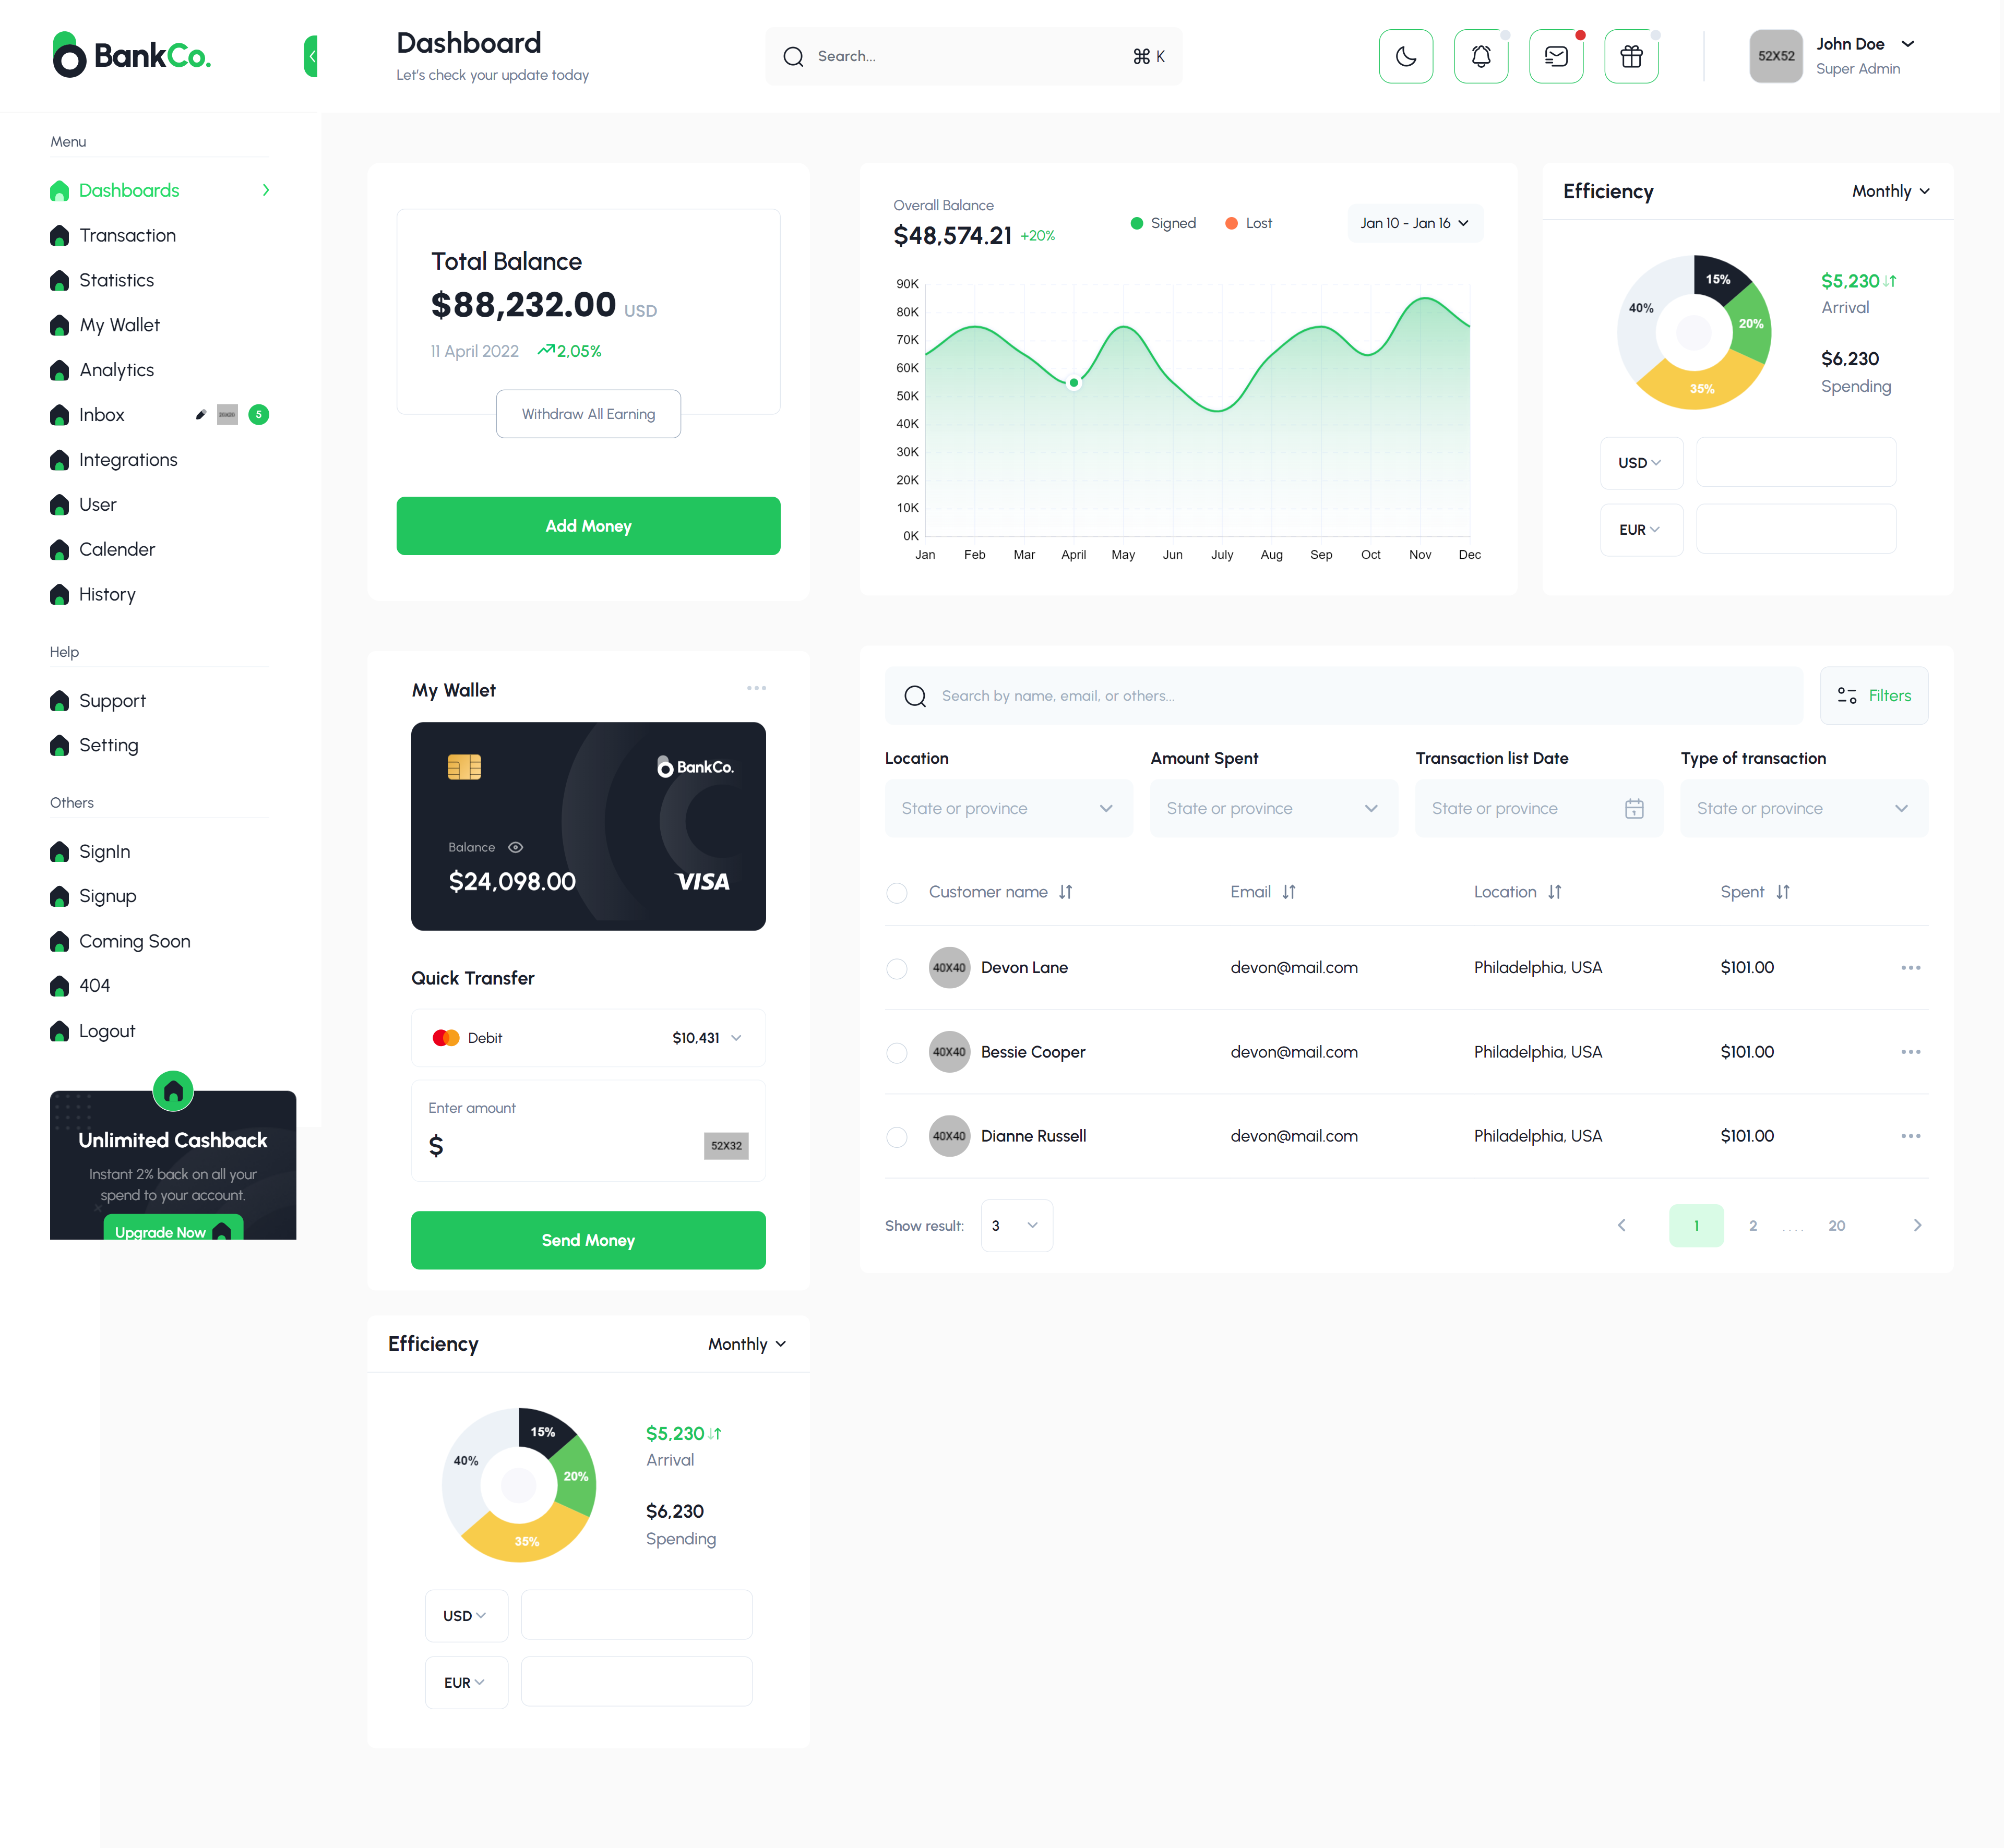 BankCo.
Dashboard
Let's check your update today
Search...
⌘ K
52X52
John Doe
Super Admin
Menu
Dashboards
Transaction
Statistics
My Wallet
Analytics
Inbox
5
Integrations
User
Calender
History
Help
Support
Setting
Others
SignIn
Signup
Coming Soon
404
Logout
Unlimited Cashback
Instant 2% back on all your
spend to your account.
Upgrade Now
Total Balance
$88,232.00 USD
11 April 2022 2,05%
Withdraw All Earning
Add Money
Overall Balance
$48,574.21 +20%
Signed
Lost
Jan 10 - Jan 16
90K
80K
70K
60K
50K
40K
30K
20K
10K
0K
Jan Feb Mar April May Jun July Aug Sep Oct Nov Dec
Efficiency
Monthly
15%
20%
35%
40%
$5,230
Arrival
$6,230
Spending
USD
EUR
My Wallet
BankCo.
Balance
$24,098.00
VISA
Quick Transfer
Debit $10,431
Enter amount
$
52X32
Send Money
Search by name, email, or others...
Filters
Location Amount Spent Transaction list Date Type of transaction
State or province State or province State or province State or province
Customer name Email Location Spent
40X40 Devon Lane devon@mail.com Philadelphia, USA $101.00
40X40 Bessie Cooper devon@mail.com Philadelphia, USA $101.00
40X40 Dianne Russell devon@mail.com Philadelphia, USA $101.00
Show result: 3
1 2 .... 20
Efficiency
Monthly
15%
20%
35%
40%
$5,230
Arrival
$6,230
Spending
USD
EUR